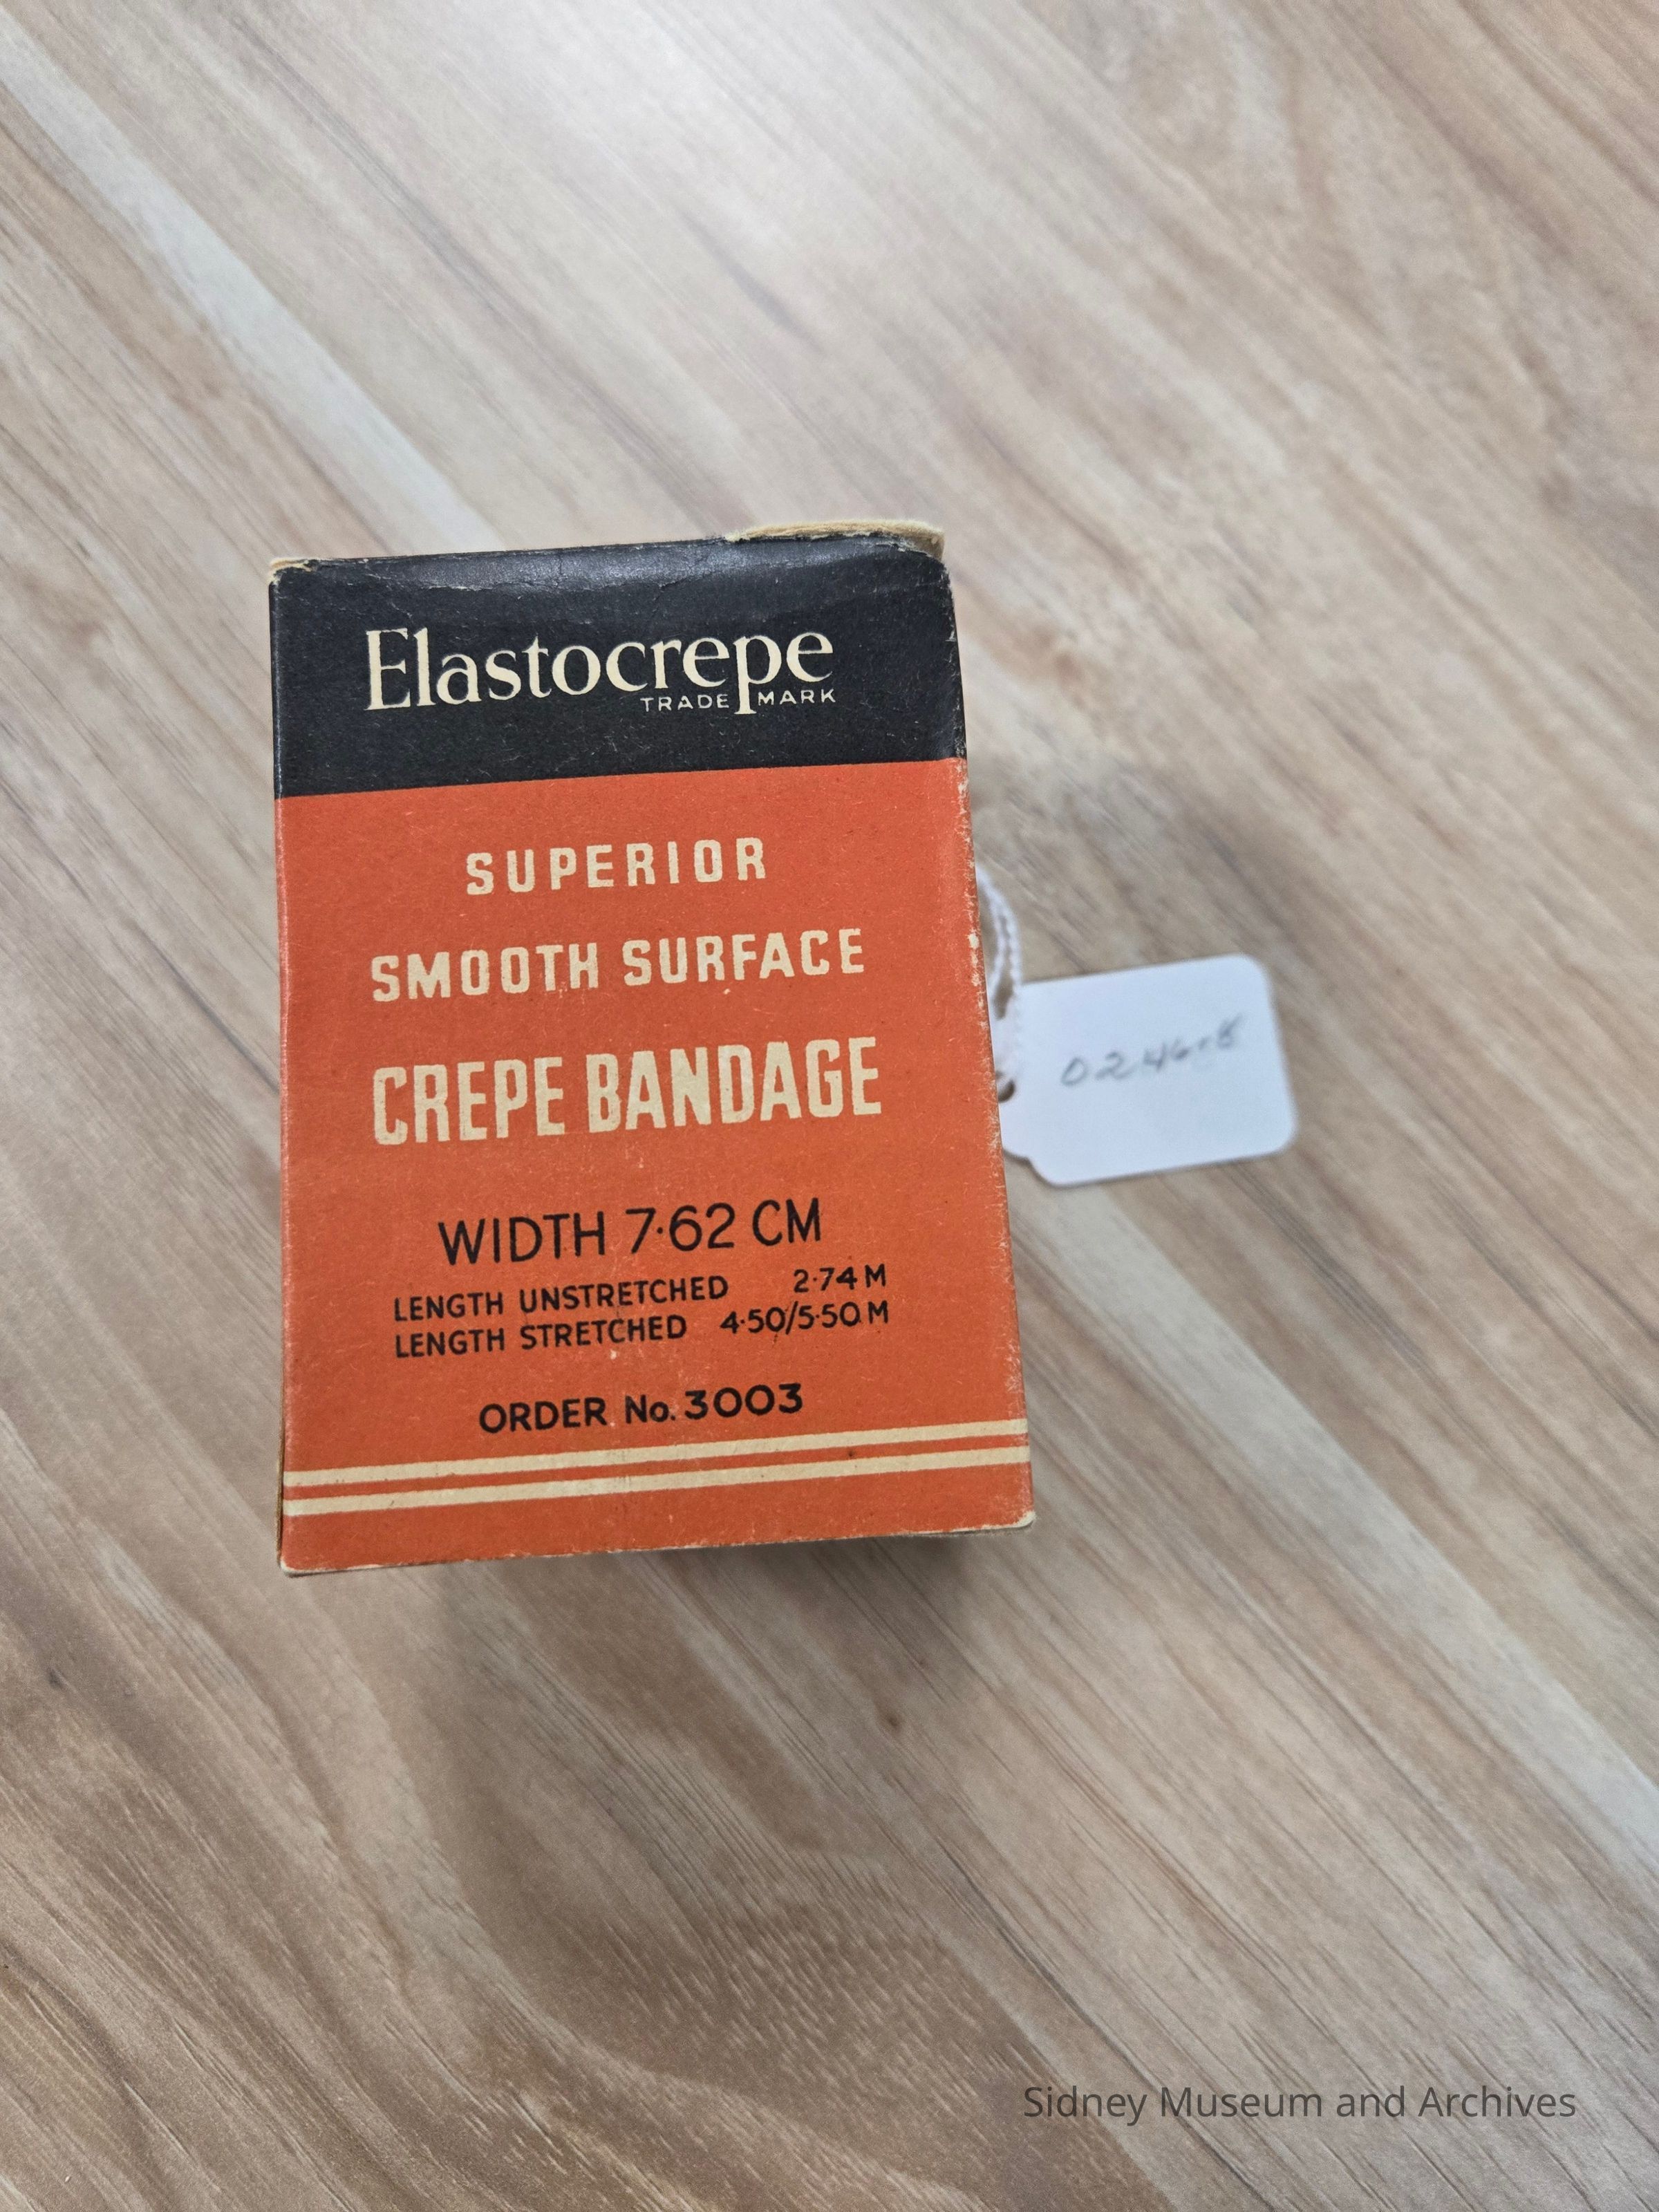 Elastocrepe
TRADE MARK
SUPERIOR
SMOOTH SURFACE
CREPE BANDAGE
WIDTH 7·62 CM
LENGTH UNSTRETCHED 2·74 M
LENGTH STRETCHED 4·50/5·50 M
ORDER No. 3003
Sidney Museum and Archives